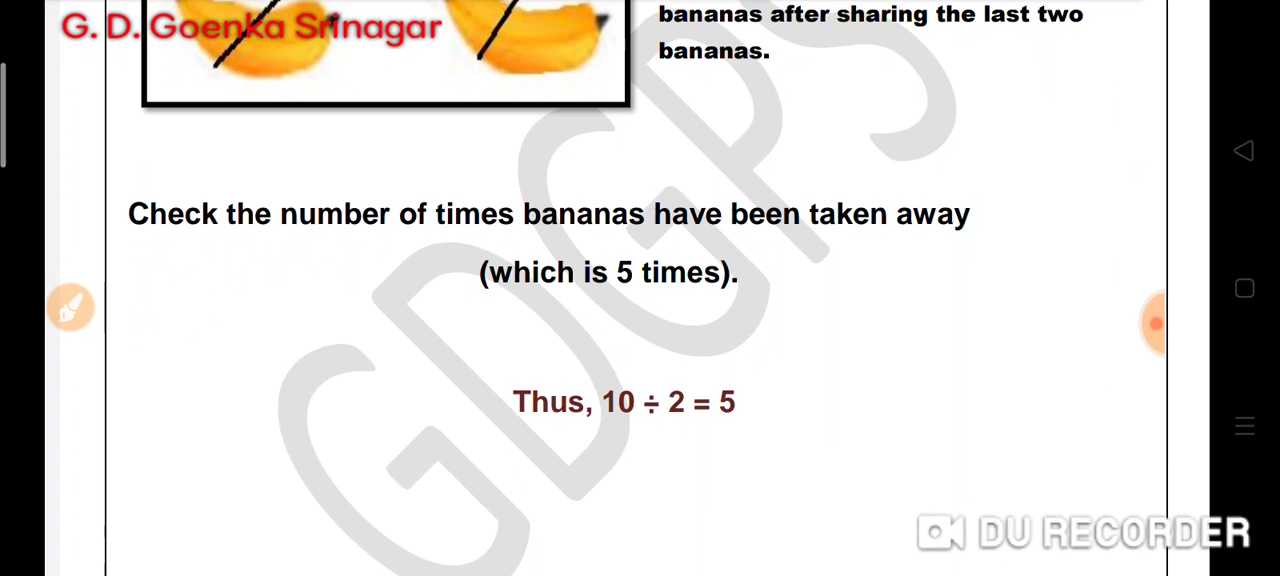 G. D. Goenka Srinagar
bananas after sharing the last two
bananas.
Check the number of times bananas have been taken away
(which is 5 times).
Thus, 10 ÷ 2 = 5
GDGPS
DU RECORDER